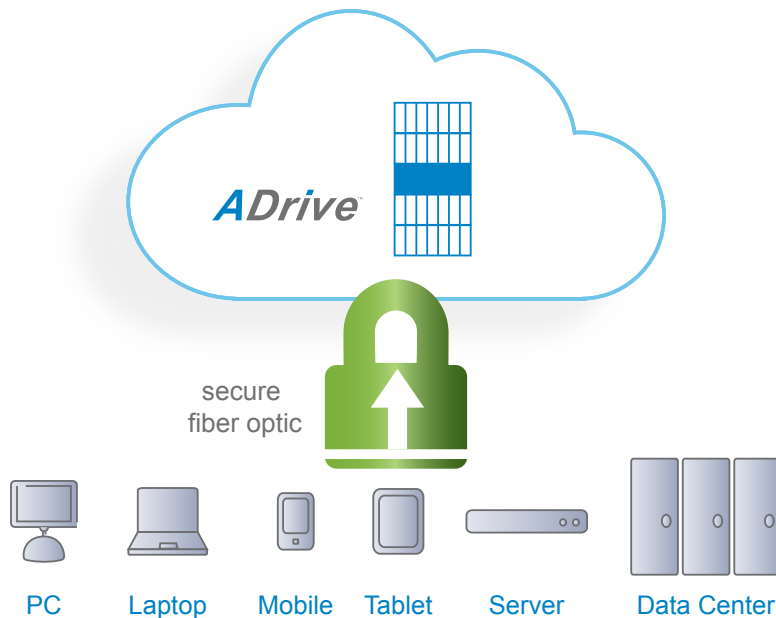 ADrive
secure
fiber optic
PC Laptop Mobile Tablet Server Data Center